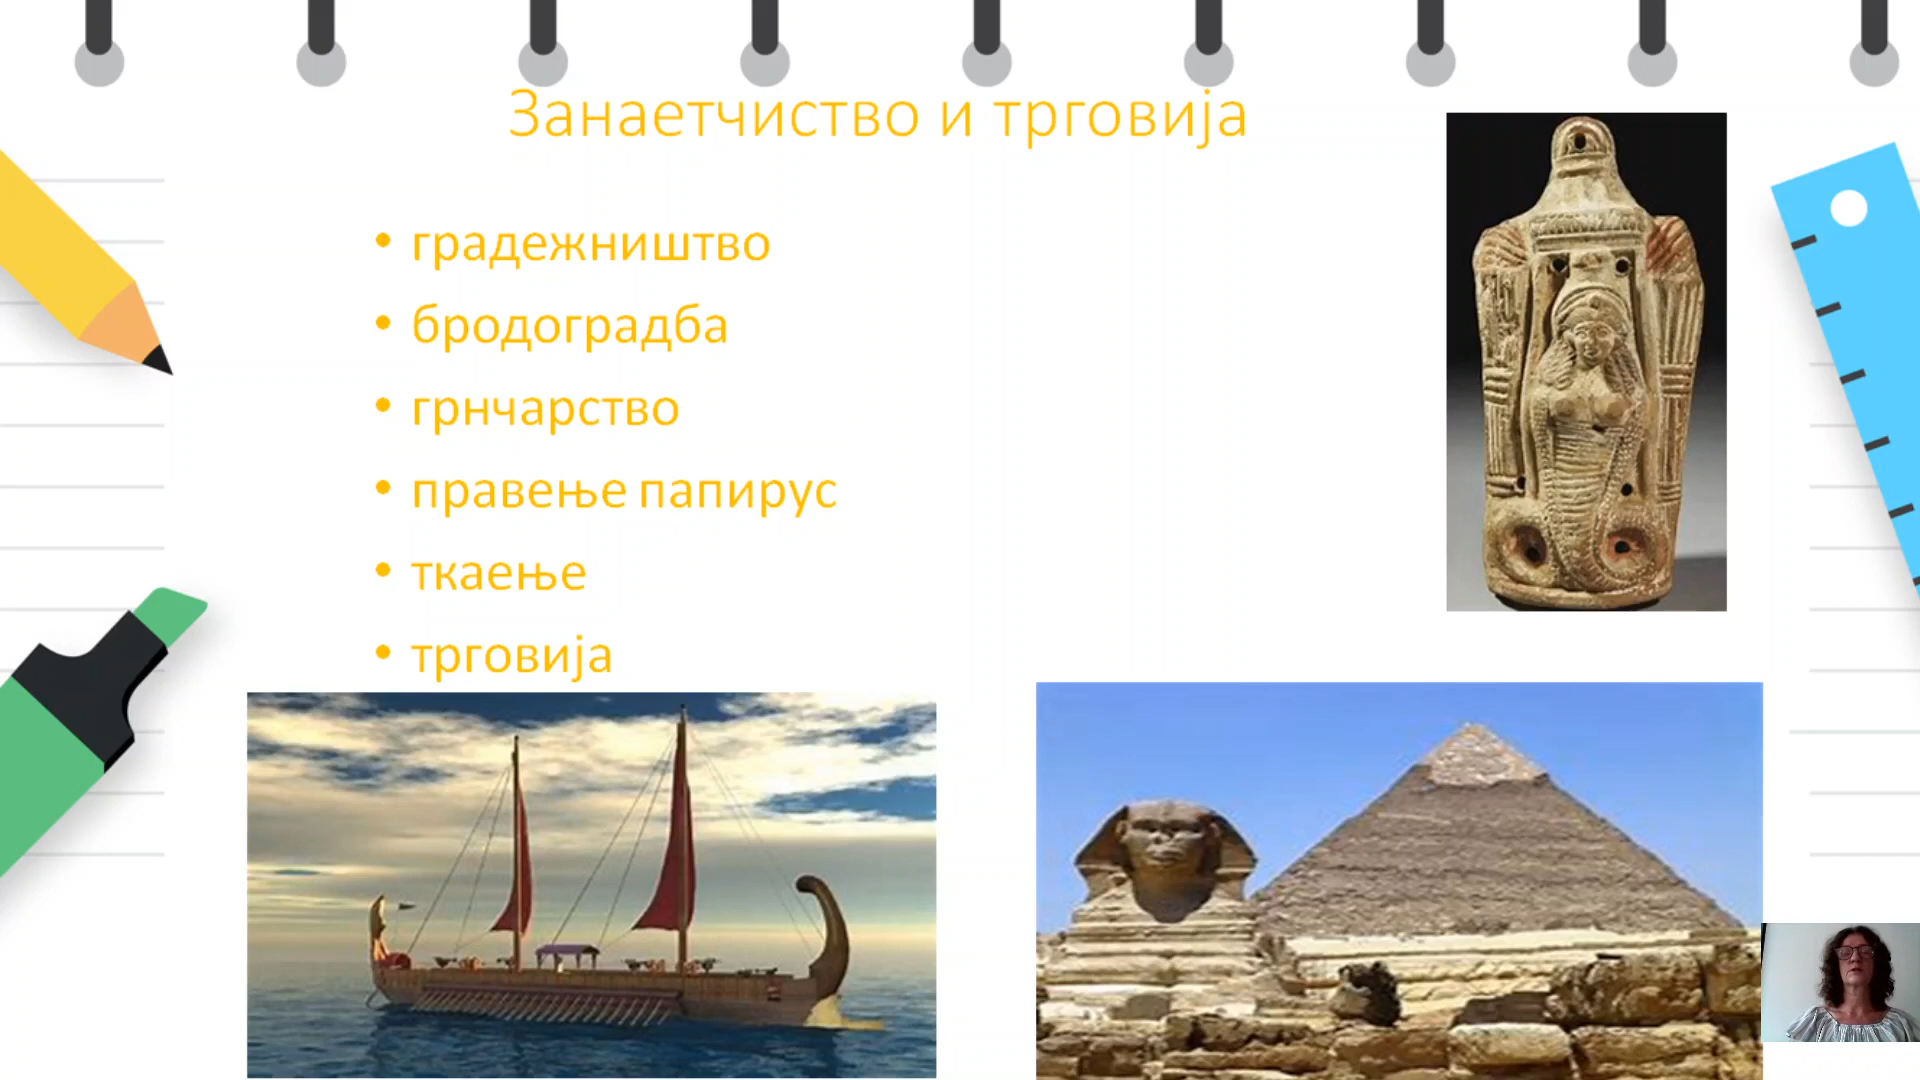 Занаетчиство и трговија
• градежништво
• бродоградба
• грнчарство
• правење папирус
• ткаење
• трговија